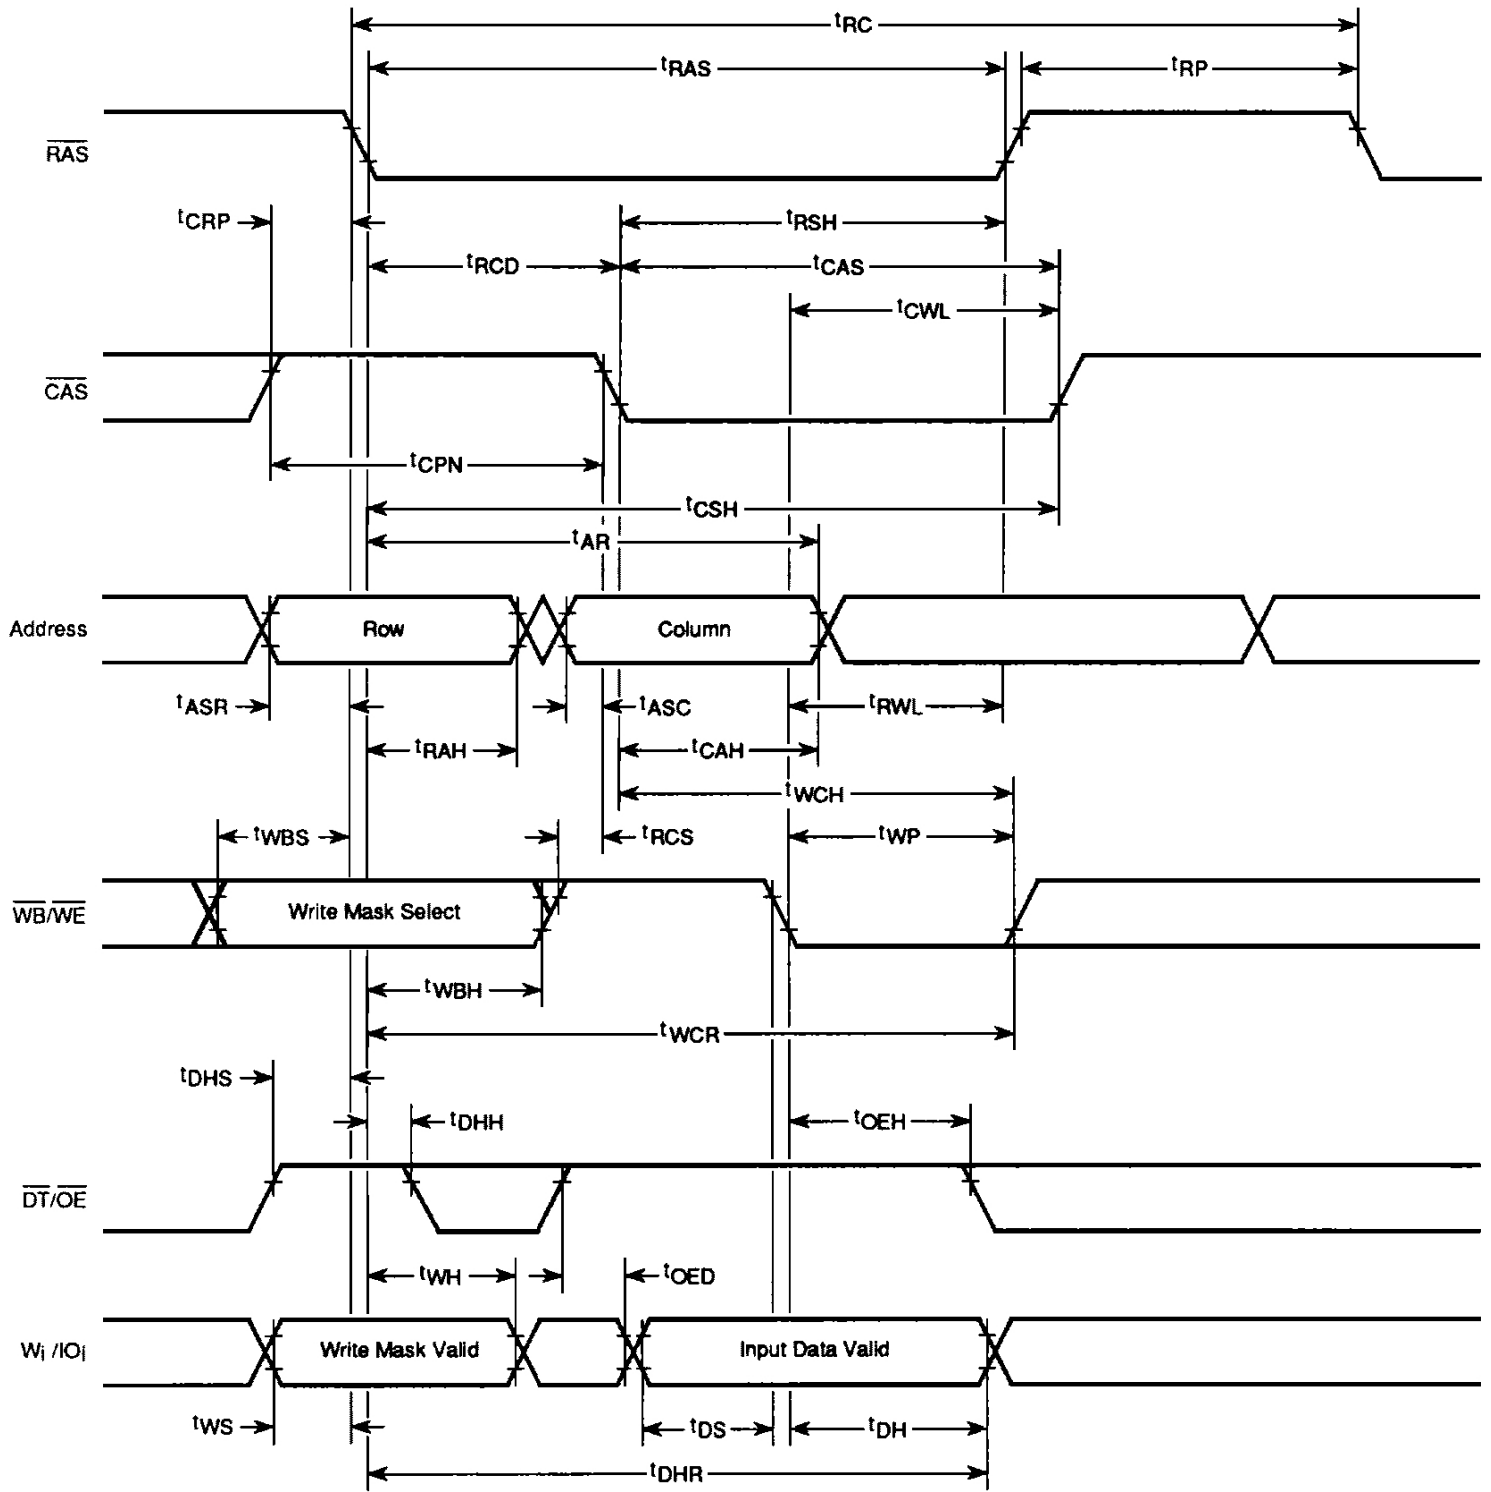 tRC
tRAS tRP
RAS
tCRP tRSH
tRCD tCAS
tCWL
CAS
tCPN
tCSH
tAR
Address Row Column
tASR tASC tRWL
tRAH tCAH
tWCH
tWBS tRCS tWP
WB/WE Write Mask Select
tWBH
tWCR
tDHS
tDHH tOEH
DT/OE
tWH tOED
Wi /IOi Write Mask Valid Input Data Valid
tWS tDS tDH
tDHR